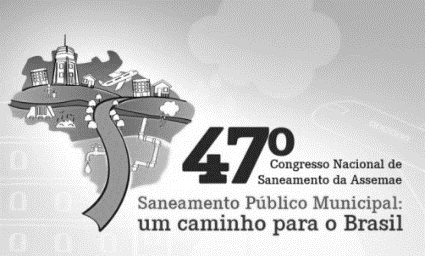 47º
Congresso Nacional de
Saneamento da Assemae
Saneamento Público Municipal:
um caminho para o Brasil